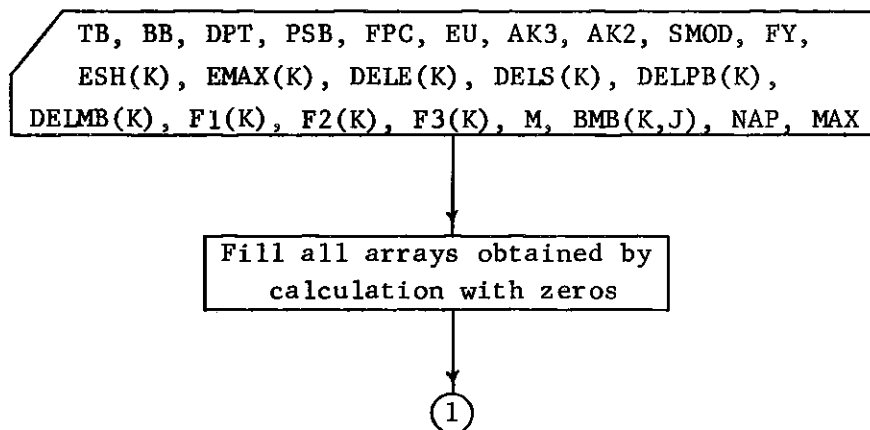 TB, BB, DPT, PSB, FPC, EU, AK3, AK2, SMOD, FY,
ESH(K), EMAX(K), DELE(K), DELS(K), DELPB(K),
DELMB(K), F1(K), F2(K), F3(K), M, BMB(K,J), NAP, MAX
Fill all arrays obtained by
calculation with zeros
1